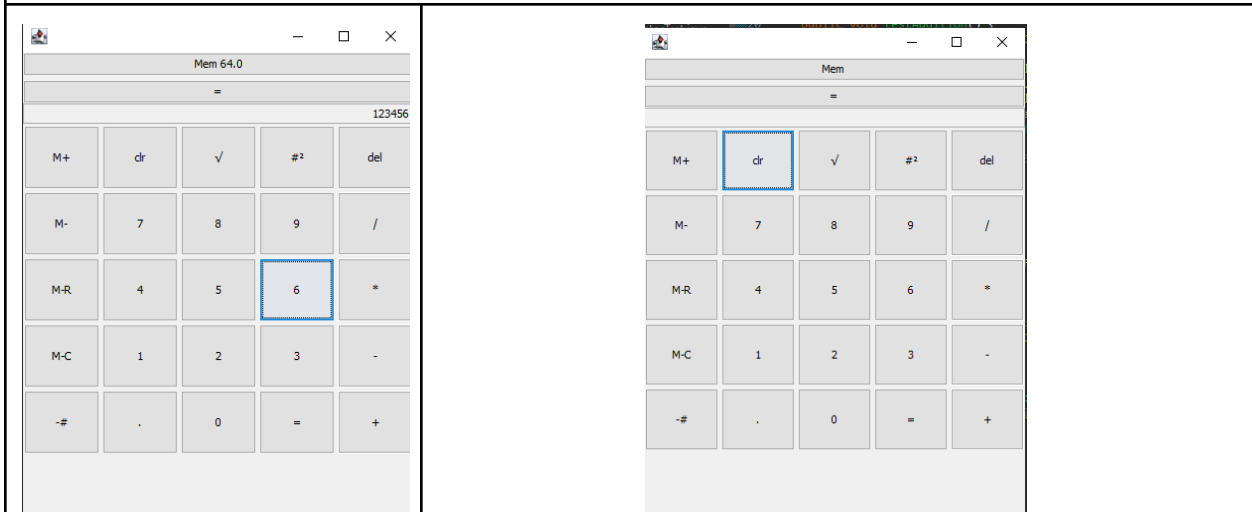 Mem 64.0
=
123456
M+ clr √ #² del
M- 7 8 9 /
M-R 4 5 6 *
M-C 1 2 3 -
-# . 0 = +
Mem
=
M+ clr √ #² del
M- 7 8 9 /
M-R 4 5 6 *
M-C 1 2 3 -
-# . 0 = +